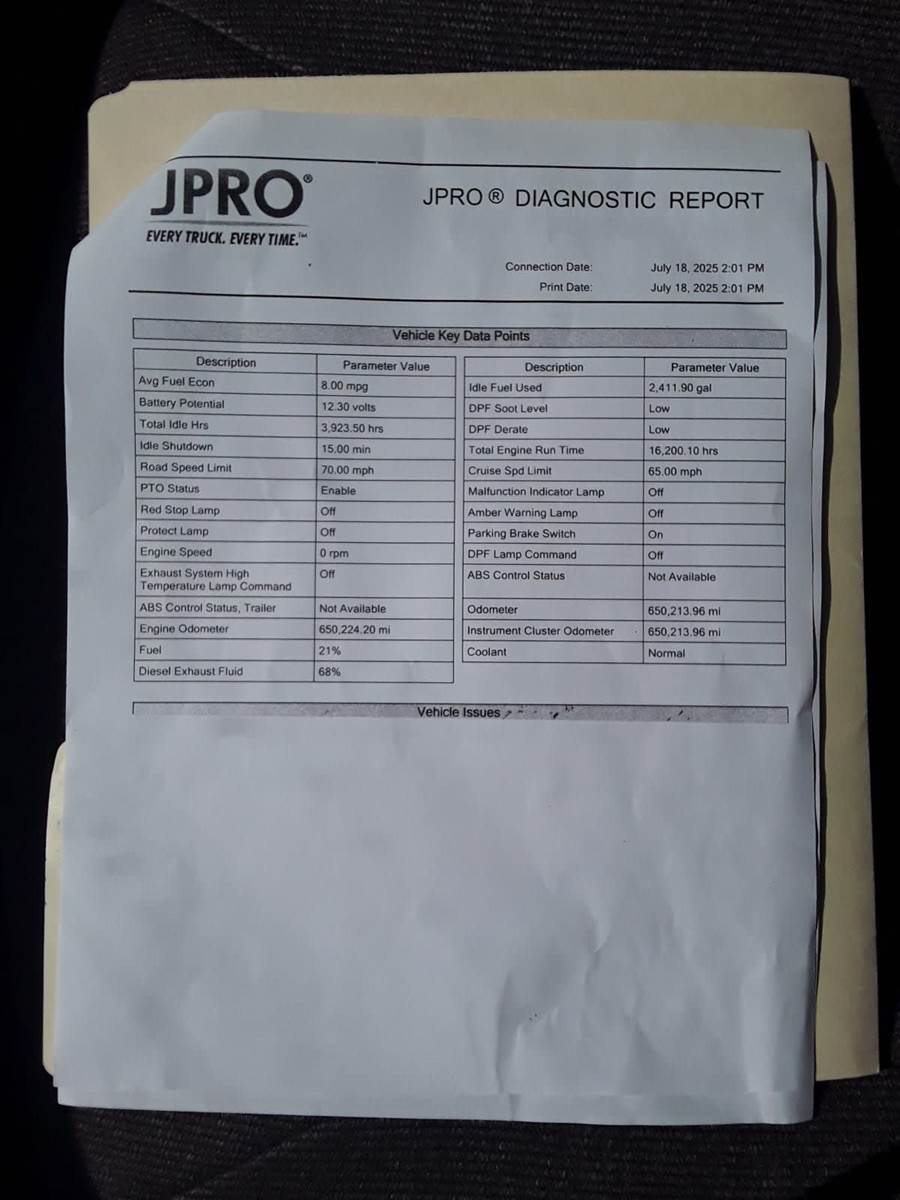 JPRO®
EVERY TRUCK. EVERY TIME.™
JPRO® DIAGNOSTIC REPORT
Connection Date: July 18, 2025 2:01 PM
Print Date: July 18, 2025 2:01 PM
Vehicle Key Data Points
Description Parameter Value Description Parameter Value
Avg Fuel Econ 8.00 mpg Idle Fuel Used 2,411.90 gal
Battery Potential 12.30 volts DPF Soot Level Low
Total Idle Hrs 3,923.50 hrs DPF Derate Low
Idle Shutdown 15.00 min Total Engine Run Time 16,200.10 hrs
Road Speed Limit 70.00 mph Cruise Spd Limit 65.00 mph
PTO Status Enable Malfunction Indicator Lamp Off
Red Stop Lamp Off Amber Warning Lamp Off
Protect Lamp Off Parking Brake Switch On
Engine Speed 0 rpm DPF Lamp Command Off
Exhaust System High Off ABS Control Status Not Available
Temperature Lamp Command
ABS Control Status, Trailer Not Available Odometer 650,213.96 mi
Engine Odometer 650,224.20 mi Instrument Cluster Odometer 650,213.96 mi
Fuel 21% Coolant Normal
Diesel Exhaust Fluid 68%
Vehicle Issues